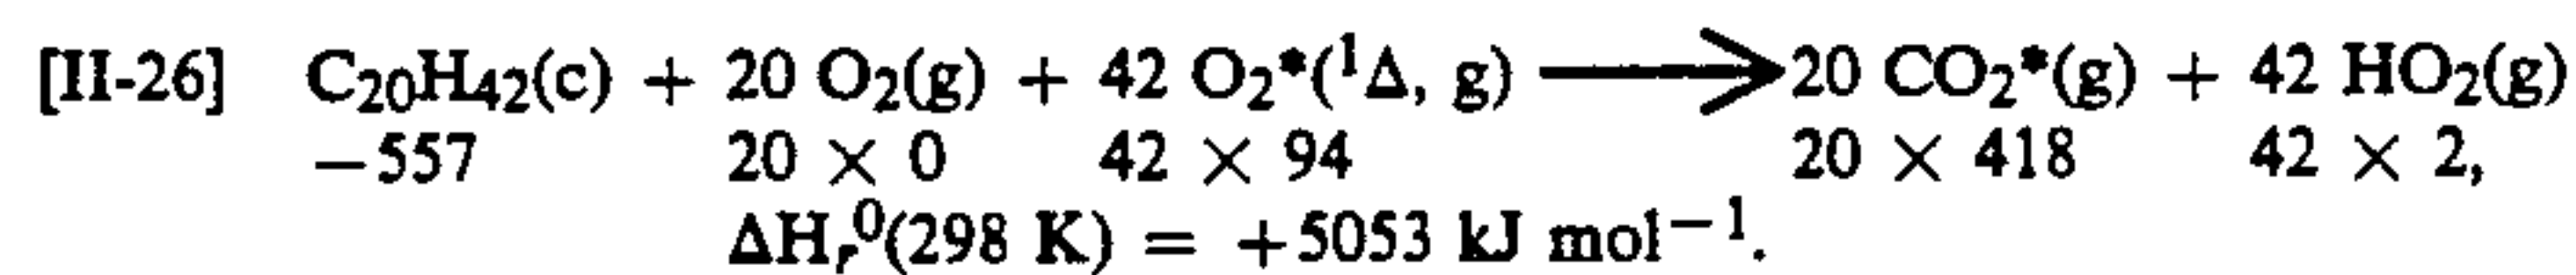 [II-26] C₂₀H₄₂(c) + 20 O₂(g) + 42 O₂*(¹Δ, g) ⟶ 20 CO₂*(g) + 42 HO₂(g)
−557 20 × 0 42 × 94 20 × 418 42 × 2,
ΔHᵣ⁰(298 K) = +5053 kJ mol⁻¹.